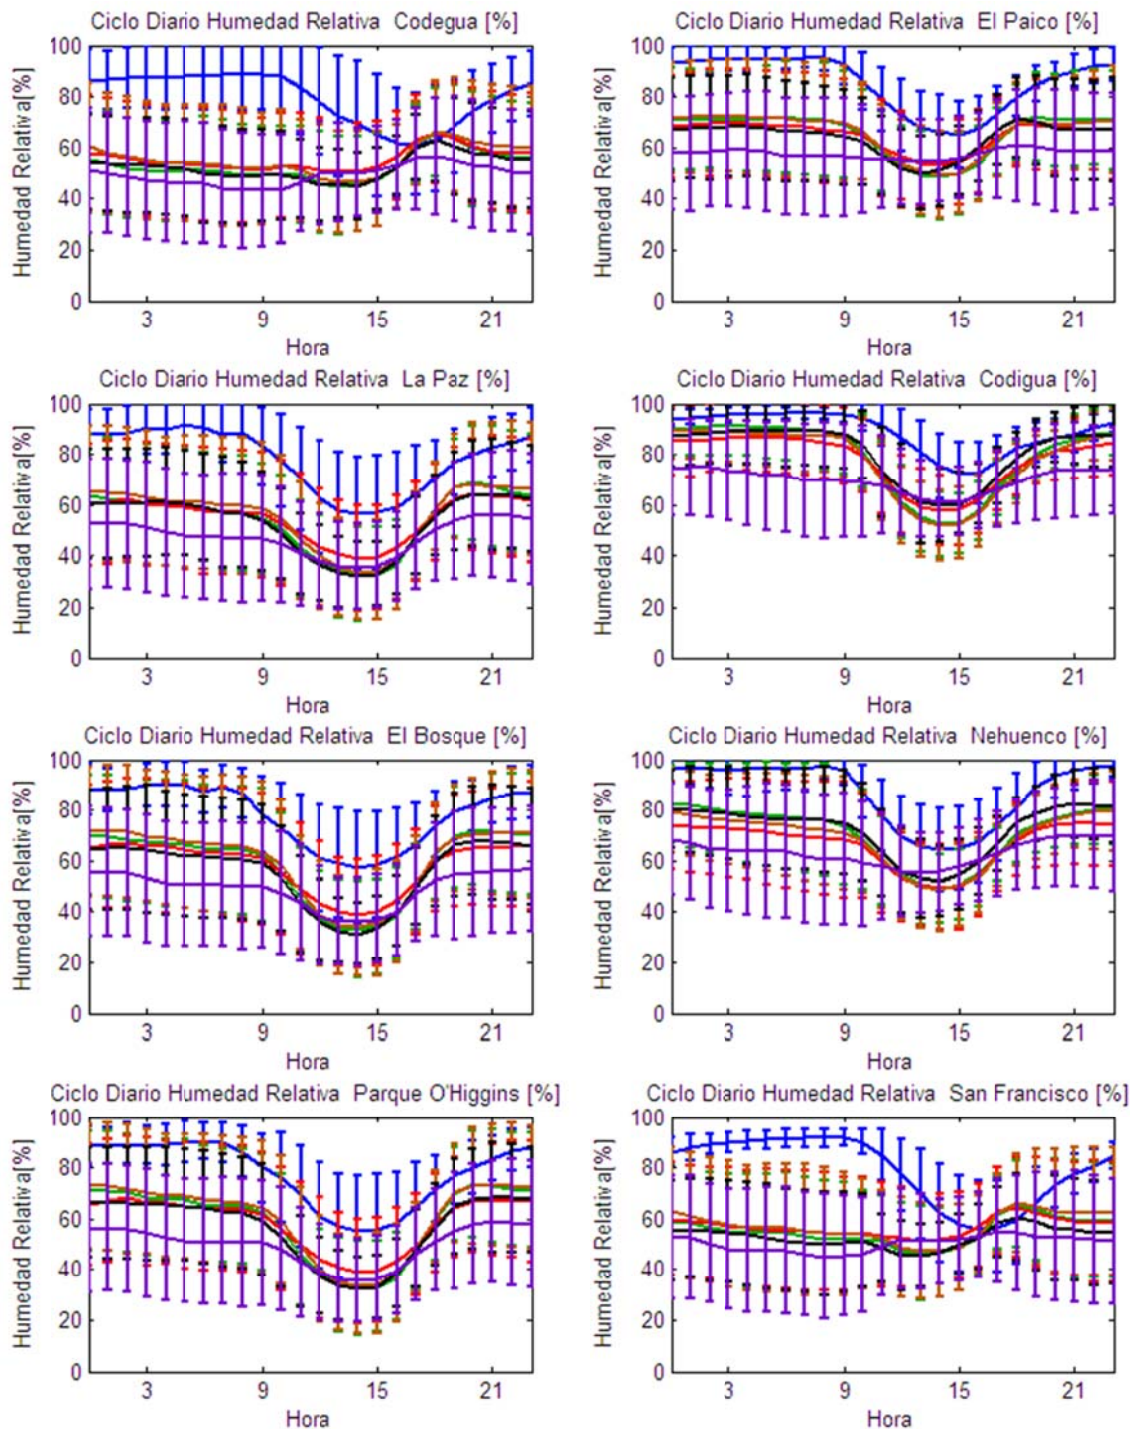 Ciclo Diario Humedad Relativa Codegua [%]
Humedad Relativa[%]
100
80
60
40
20
0
3 9 15 21
Hora
Ciclo Diario Humedad Relativa El Paico [%]
Humedad Relativa[%]
100
80
60
40
20
0
3 9 15 21
Hora
Ciclo Diario Humedad Relativa La Paz [%]
Humedad Relativa[%]
100
80
60
40
20
0
3 9 15 21
Hora
Ciclo Diario Humedad Relativa Codigua [%]
Humedad Relativa[%]
100
80
60
40
20
0
3 9 15 21
Hora
Ciclo Diario Humedad Relativa El Bosque [%]
Humedad Relativa[%]
100
80
60
40
20
0
3 9 15 21
Hora
Ciclo Diario Humedad Relativa Nehuenco [%]
Humedad Relativa[%]
100
80
60
40
20
0
3 9 15 21
Hora
Ciclo Diario Humedad Relativa Parque O'Higgins [%]
Humedad Relativa[%]
100
80
60
40
20
0
3 9 15 21
Hora
Ciclo Diario Humedad Relativa San Francisco [%]
Humedad Relativa[%]
100
80
60
40
20
0
3 9 15 21
Hora